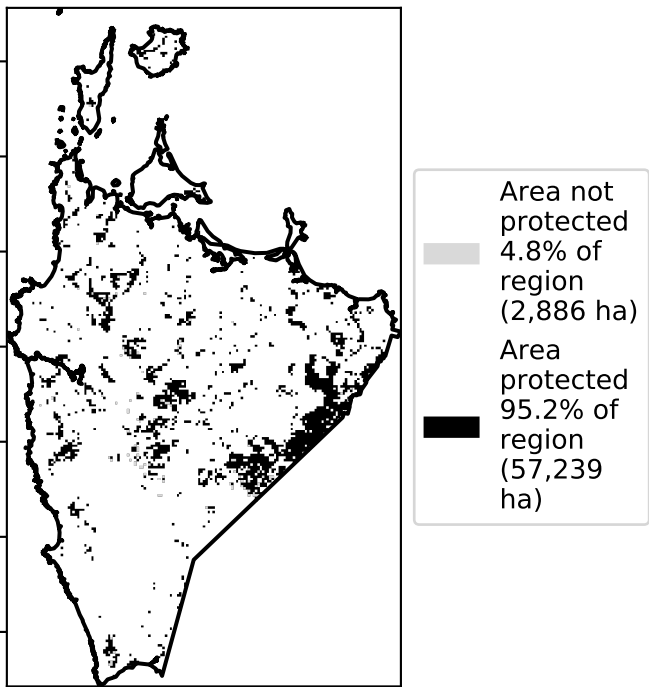 Area not
protected
4.8% of
region
(2,886 ha)
Area
protected
95.2% of
region
(57,239
ha)